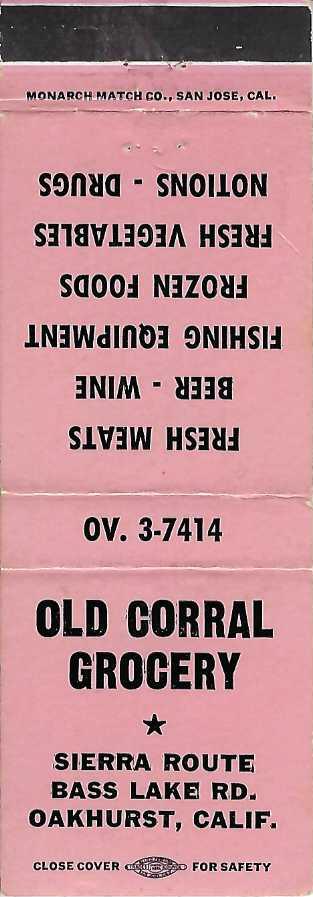 MONARCH MATCH CO., SAN JOSE, CAL.
FRESH MEATS
BEER - WINE
FISHING EQUIPMENT
FROZEN FOODS
FRESH VEGETABLES
NOTIONS - DRUGS
OV. 3-7414
OLD CORRAL
GROCERY
SIERRA ROUTE
BASS LAKE RD.
OAKHURST, CALIF.
CLOSE COVER FOR SAFETY